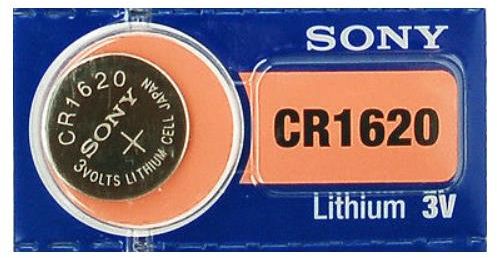 SONY
CR1620
Lithium 3V
CR1620
SONY
+
3VOLTS LITHIUM CELL JAPAN